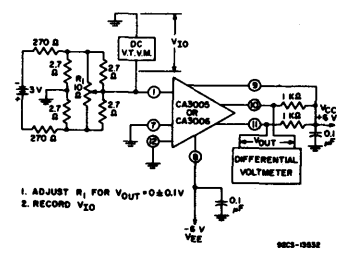 270 Ω
3 V
2.7 Ω
2.7 Ω
R1 10 Ω
2.7 Ω
2.7 Ω
270 Ω
DC V.T.V.M.
VIO
1
7
12
CA3005 OR CA3006
9
10
11
8
1 KΩ
1 KΩ
VCC +6 V
0.1 µF
VOUT
DIFFERENTIAL VOLTMETER
0.1 µF
-6 V VEE
1. ADJUST R1 FOR VOUT = 0 ± 0.1 V
2. RECORD VIO
92CS-13532